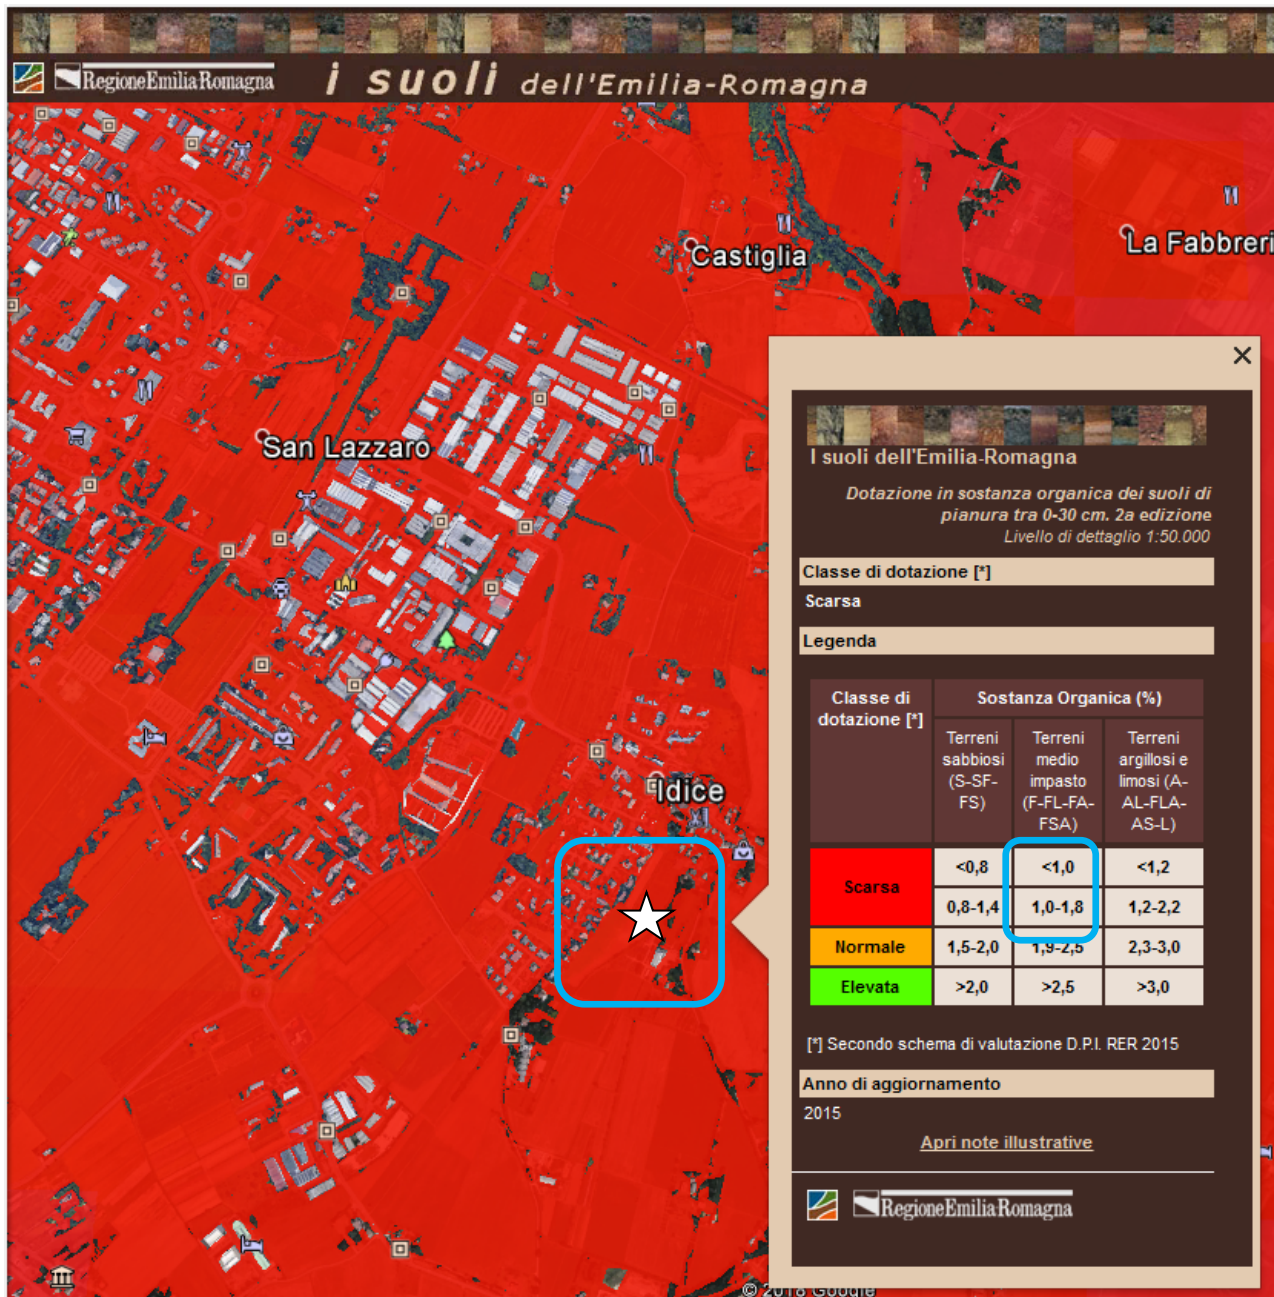 RegioneEmiliaRomagna
i suoli dell'Emilia-Romagna
Castiglia
La Fabbreri
San Lazzaro
Idice
I suoli dell'Emilia-Romagna
Dotazione in sostanza organica dei suoli di
pianura tra 0-30 cm. 2a edizione
Livello di dettaglio 1:50.000
Classe di dotazione [*]
Scarsa
Legenda
Classe di
dotazione [*]
Sostanza Organica (%)
Terreni
sabbiosi
(S-SF-
FS)
Terreni
medio
impasto
(F-FL-FA-
FSA)
Terreni
argillosi e
limosi (A-
AL-FLA-
AS-L)
Scarsa
<0,8 <1,0 <1,2
0,8-1,4 1,0-1,8 1,2-2,2
Normale 1,5-2,0 1,9-2,5 2,3-3,0
Elevata >2,0 >2,5 >3,0
[*] Secondo schema di valutazione D.P.I. RER 2015
Anno di aggiornamento
2015
Apri note illustrative
RegioneEmiliaRomagna
© 2018 Google